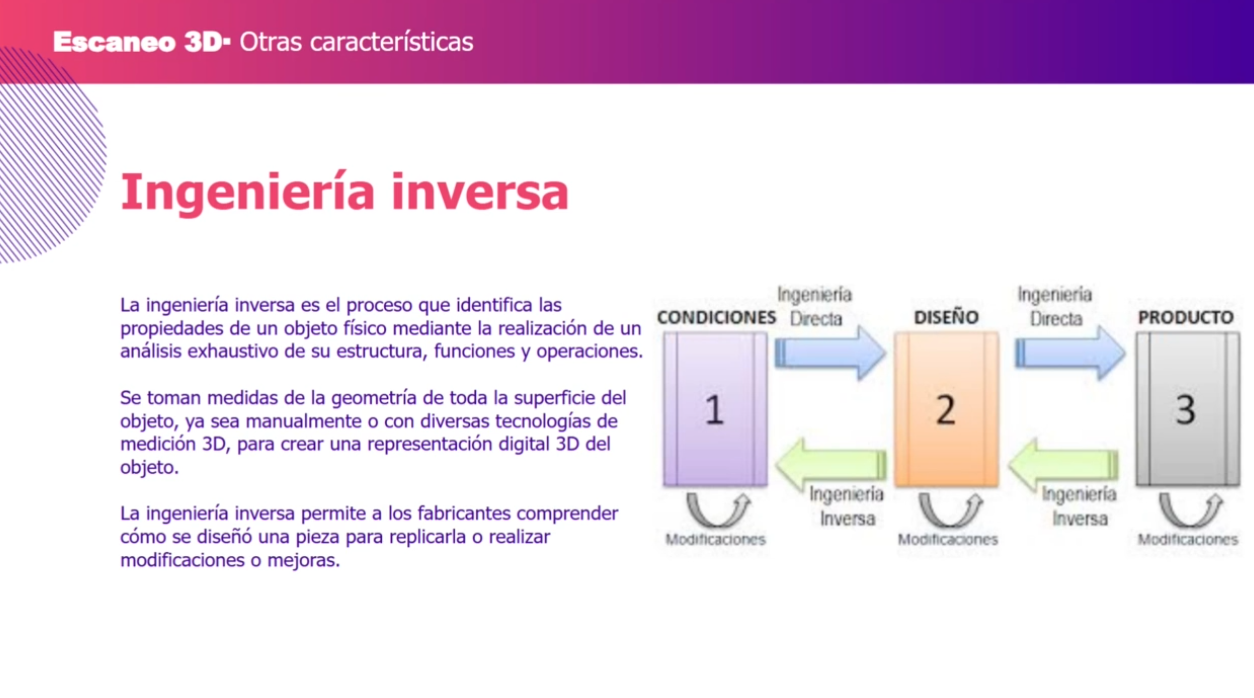 Escaneo 3D· Otras características
Ingeniería inversa
La ingeniería inversa es el proceso que identifica las
propiedades de un objeto físico mediante la realización de un
análisis exhaustivo de su estructura, funciones y operaciones.
Se toman medidas de la geometría de toda la superficie del
objeto, ya sea manualmente o con diversas tecnologías de
medición 3D, para crear una representación digital 3D del
objeto.
La ingeniería inversa permite a los fabricantes comprender
cómo se diseñó una pieza para replicarla o realizar
modificaciones o mejoras.
CONDICIONES
Ingeniería
Directa
DISEÑO
Ingeniería
Directa
PRODUCTO
1
2
3
Ingeniería
Inversa
Ingeniería
Inversa
Modificaciones
Modificaciones
Modificaciones